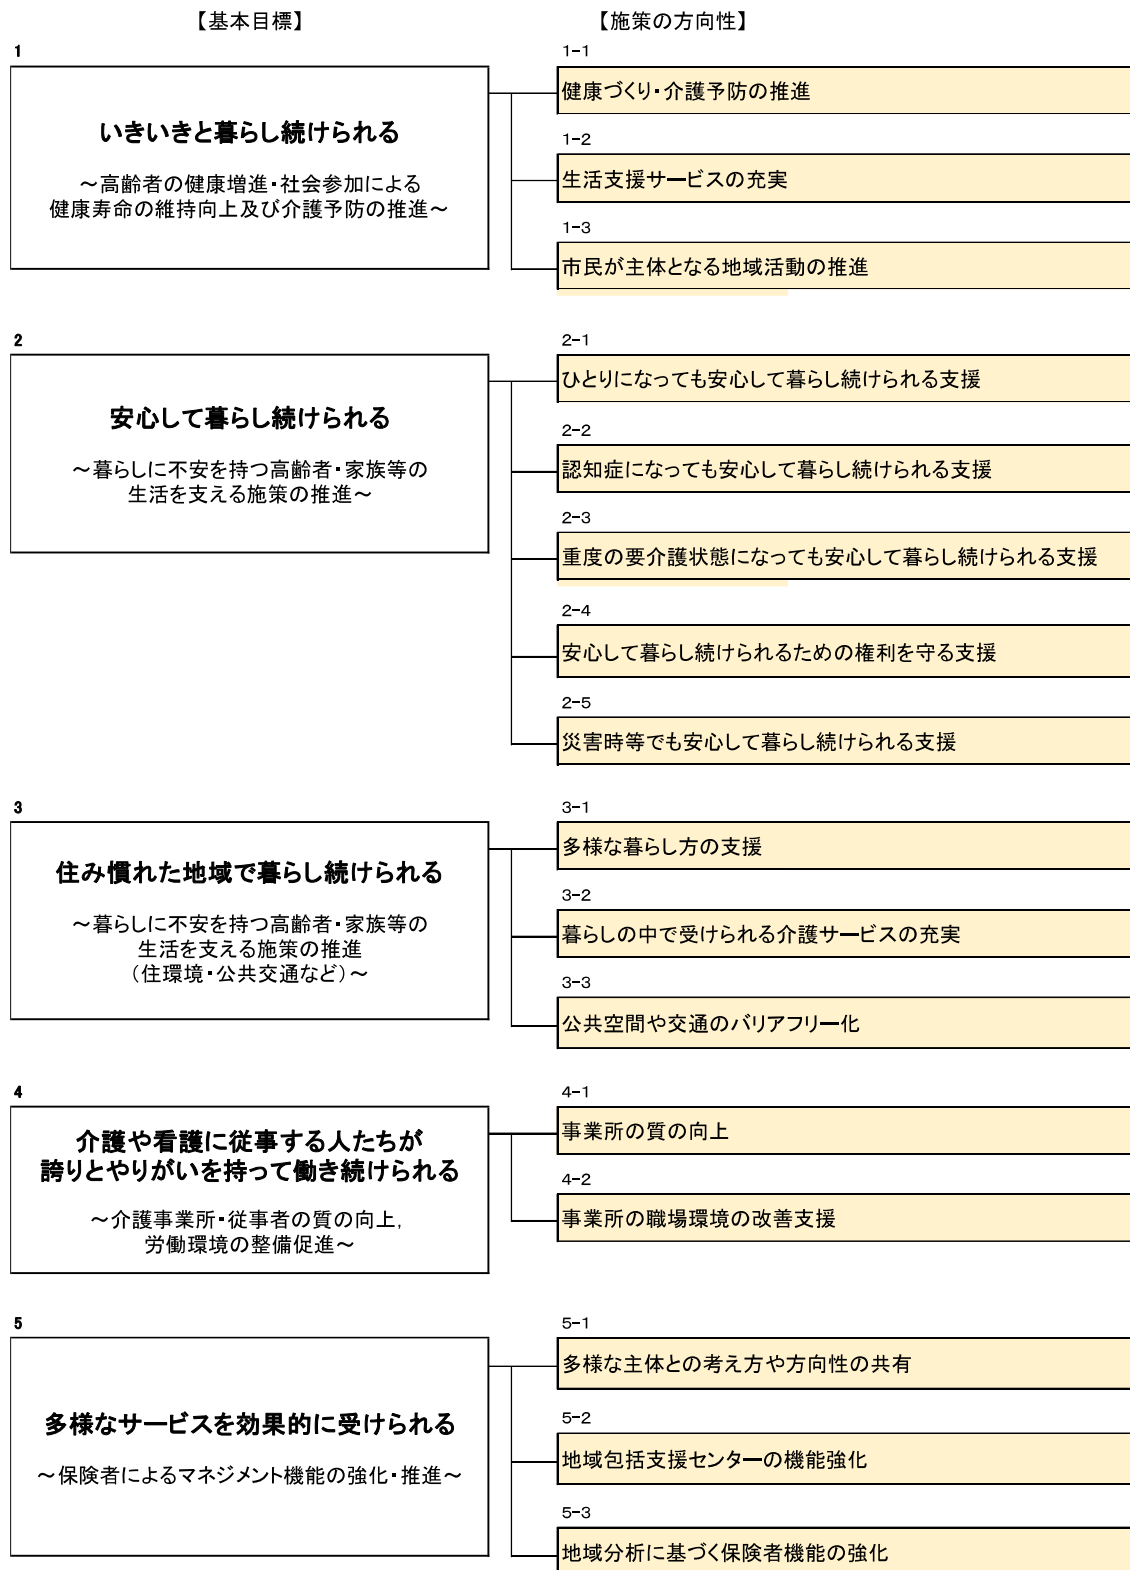 【基本目標】
【施策の方向性】
1
いきいきと暮らし続けられる
～高齢者の健康増進・社会参加による
健康寿命の維持向上及び介護予防の推進～
1-1
健康づくり・介護予防の推進
1-2
生活支援サービスの充実
1-3
市民が主体となる地域活動の推進
2
安心して暮らし続けられる
～暮らしに不安を持つ高齢者・家族等の
生活を支える施策の推進～
2-1
ひとりになっても安心して暮らし続けられる支援
2-2
認知症になっても安心して暮らし続けられる支援
2-3
重度の要介護状態になっても安心して暮らし続けられる支援
2-4
安心して暮らし続けられるための権利を守る支援
2-5
災害時等でも安心して暮らし続けられる支援
3
住み慣れた地域で暮らし続けられる
～暮らしに不安を持つ高齢者・家族等の
生活を支える施策の推進
（住環境・公共交通など）～
3-1
多様な暮らし方の支援
3-2
暮らしの中で受けられる介護サービスの充実
3-3
公共空間や交通のバリアフリー化
4
介護や看護に従事する人たちが
誇りとやりがいを持って働き続けられる
～介護事業所・従事者の質の向上，
労働環境の整備促進～
4-1
事業所の質の向上
4-2
事業所の職場環境の改善支援
5
多様なサービスを効果的に受けられる
～保険者によるマネジメント機能の強化・推進～
5-1
多様な主体との考え方や方向性の共有
5-2
地域包括支援センターの機能強化
5-3
地域分析に基づく保険者機能の強化